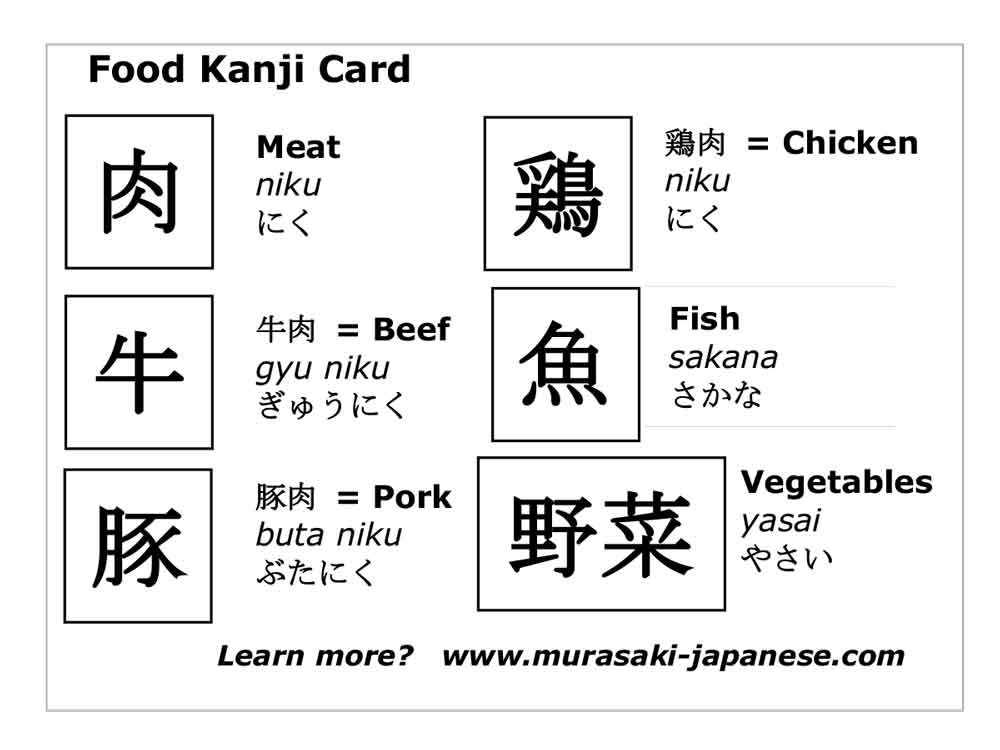 Food Kanji Card
肉
Meat
niku
にく
牛
牛肉 = Beef
gyu niku
ぎゅうにく
豚
豚肉 = Pork
buta niku
ぶたにく
鶏
鶏肉 = Chicken
niku
にく
魚
Fish
sakana
さかな
野菜
Vegetables
yasai
やさい
Learn more? www.murasaki-japanese.com